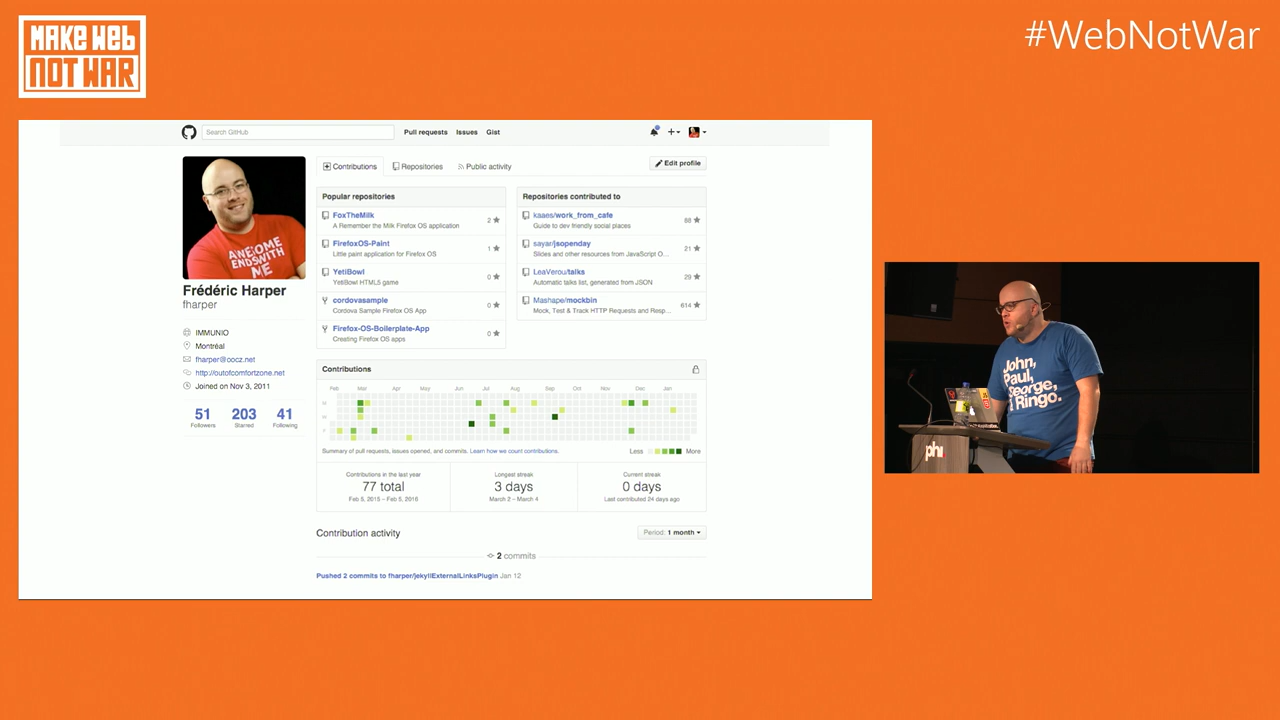 MAKE WEB
NOT WAR
#WebNotWar
Search GitHub
Pull requests Issues Gist
Contributions Repositories Public activity
Edit profile
AWESOME
ENDSWITH
ME
Frédéric Harper
fharper
IMMUNIO
Montréal
fharper@oocz.net
http://outofcomfortzone.net
Joined on Nov 3, 2011
51 203 41
Followers Starred Following
Popular repositories
FoxTheMilk 2
A Remember the Milk Firefox OS application
FirefoxOS-Paint 1
Little paint application for Firefox OS
YetiBowl 0
YetiBowl HTML5 game
cordovasample 0
Cordova Sample Firefox OS App
Firefox-OS-Boilerplate-App 0
Creating Firefox OS apps
Repositories contributed to
kaaes/work_from_cafe 88
Guide to dev friendly social places
sayar/jsopenday 21
Slides and other resources from JavaScript O...
LeaVerou/talks 29
Automatic talks list, generated from JSON
Mashape/mockbin 614
Mock, Test & Track HTTP Requests and Resp...
Contributions
Feb Mar Apr May Jun Jul Aug Sep Oct Nov Dec Jan
M
W
F
Summary of pull requests, issues opened, and commits. Learn how we count contributions.
Less More
Contributions in the last year
77 total
Feb 5, 2015 – Feb 5, 2016
Longest streak
3 days
March 2 – March 4
Current streak
0 days
Last contributed 24 days ago
Contribution activity
Period: 1 month
2 commits
Pushed 2 commits to fharper/jekyllExternalLinksPlugin Jan 12
John,
Paul,
George,
& Ringo.
phi